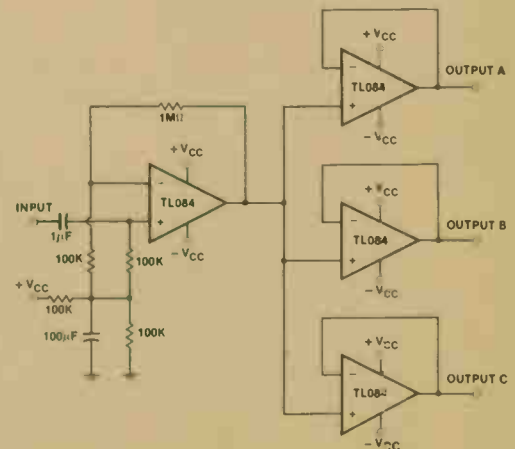 + VCC
OUTPUT A
−
TL084
+
− VCC
1MΩ
+ VCC
−
TL084
+
− VCC
INPUT
1µF
100K
100K
+ VCC
100K
100µF
100K
+ VCC
OUTPUT B
−
TL084
+
− VCC
+ VCC
OUTPUT C
−
TL084
+
− VCC